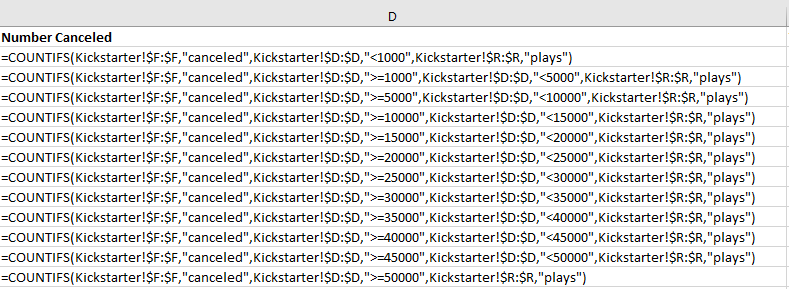 D
Number Canceled
=COUNTIFS(Kickstarter!$F:$F,"canceled",Kickstarter!$D:$D,"<1000",Kickstarter!$R:$R,"plays")
=COUNTIFS(Kickstarter!$F:$F,"canceled",Kickstarter!$D:$D,">=1000",Kickstarter!$D:$D,"<5000",Kickstarter!$R:$R,"plays")
=COUNTIFS(Kickstarter!$F:$F,"canceled",Kickstarter!$D:$D,">=5000",Kickstarter!$D:$D,"<10000",Kickstarter!$R:$R,"plays")
=COUNTIFS(Kickstarter!$F:$F,"canceled",Kickstarter!$D:$D,">=10000",Kickstarter!$D:$D,"<15000",Kickstarter!$R:$R,"plays")
=COUNTIFS(Kickstarter!$F:$F,"canceled",Kickstarter!$D:$D,">=15000",Kickstarter!$D:$D,"<20000",Kickstarter!$R:$R,"plays")
=COUNTIFS(Kickstarter!$F:$F,"canceled",Kickstarter!$D:$D,">=20000",Kickstarter!$D:$D,"<25000",Kickstarter!$R:$R,"plays")
=COUNTIFS(Kickstarter!$F:$F,"canceled",Kickstarter!$D:$D,">=25000",Kickstarter!$D:$D,"<30000",Kickstarter!$R:$R,"plays")
=COUNTIFS(Kickstarter!$F:$F,"canceled",Kickstarter!$D:$D,">=30000",Kickstarter!$D:$D,"<35000",Kickstarter!$R:$R,"plays")
=COUNTIFS(Kickstarter!$F:$F,"canceled",Kickstarter!$D:$D,">=35000",Kickstarter!$D:$D,"<40000",Kickstarter!$R:$R,"plays")
=COUNTIFS(Kickstarter!$F:$F,"canceled",Kickstarter!$D:$D,">=40000",Kickstarter!$D:$D,"<45000",Kickstarter!$R:$R,"plays")
=COUNTIFS(Kickstarter!$F:$F,"canceled",Kickstarter!$D:$D,">=45000",Kickstarter!$D:$D,"<50000",Kickstarter!$R:$R,"plays")
=COUNTIFS(Kickstarter!$F:$F,"canceled",Kickstarter!$D:$D,">=50000",Kickstarter!$R:$R,"plays")